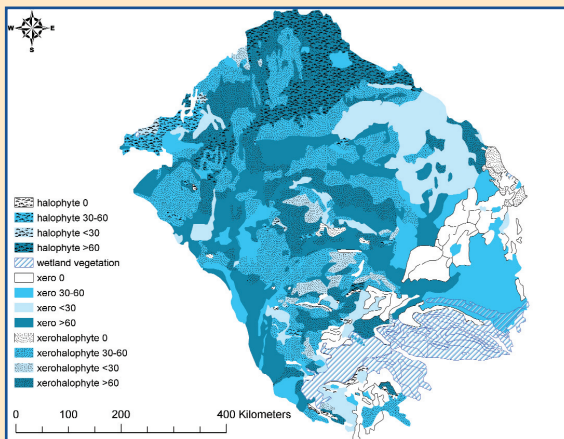 N
W E
S
halophyte 0
halophyte 30-60
halophyte <30
halophyte >60
wetland vegetation
xero 0
xero 30-60
xero <30
xero >60
xerohalophyte 0
xerohalophyte 30-60
xerohalophyte <30
xerohalophyte >60
0 100 200 400 Kilometers